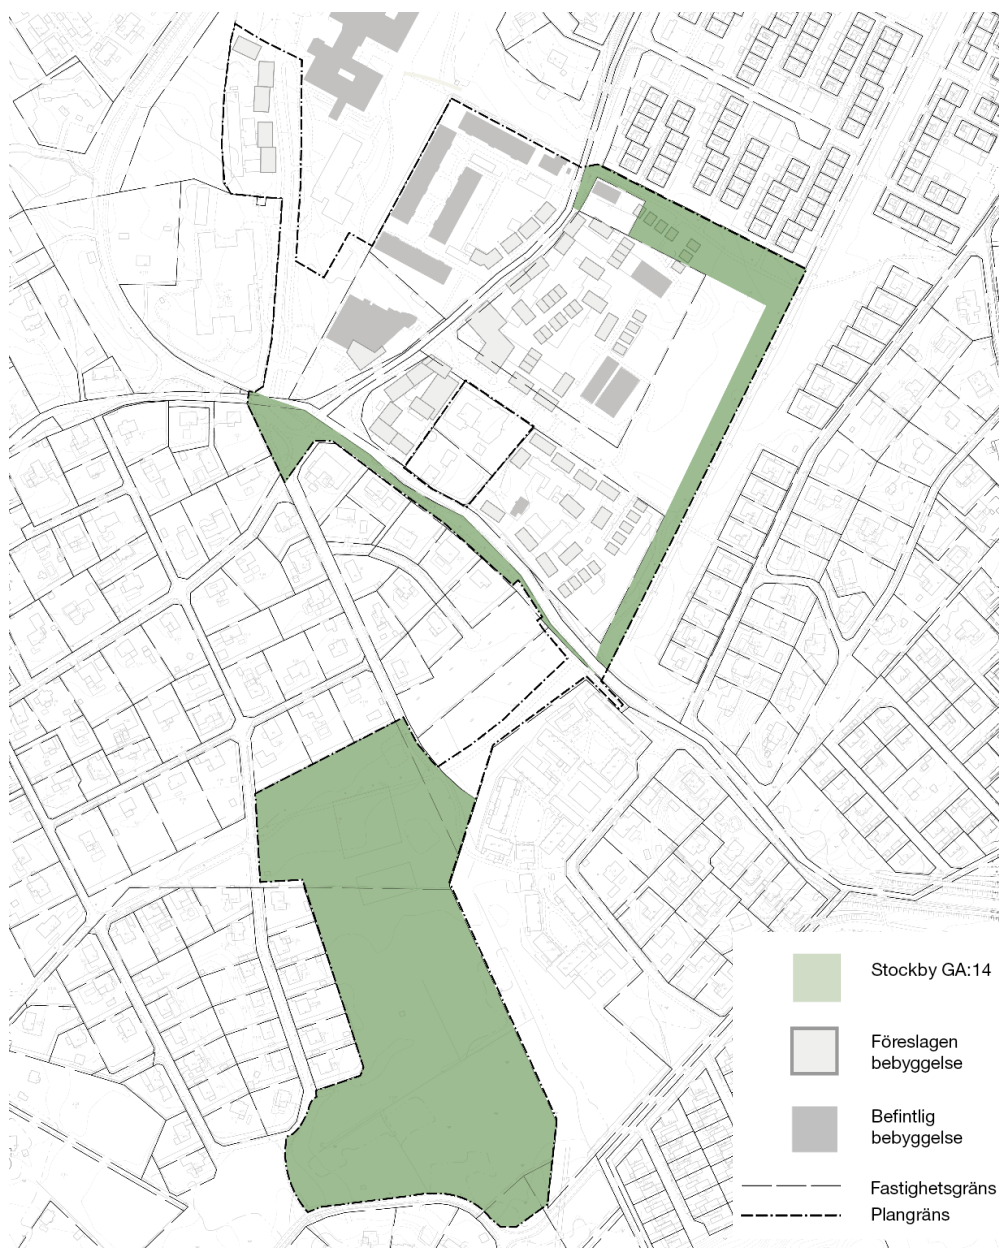 Stockby GA:14
Föreslagen
bebyggelse
Befintlig
bebyggelse
Fastighetsgräns
Plangräns